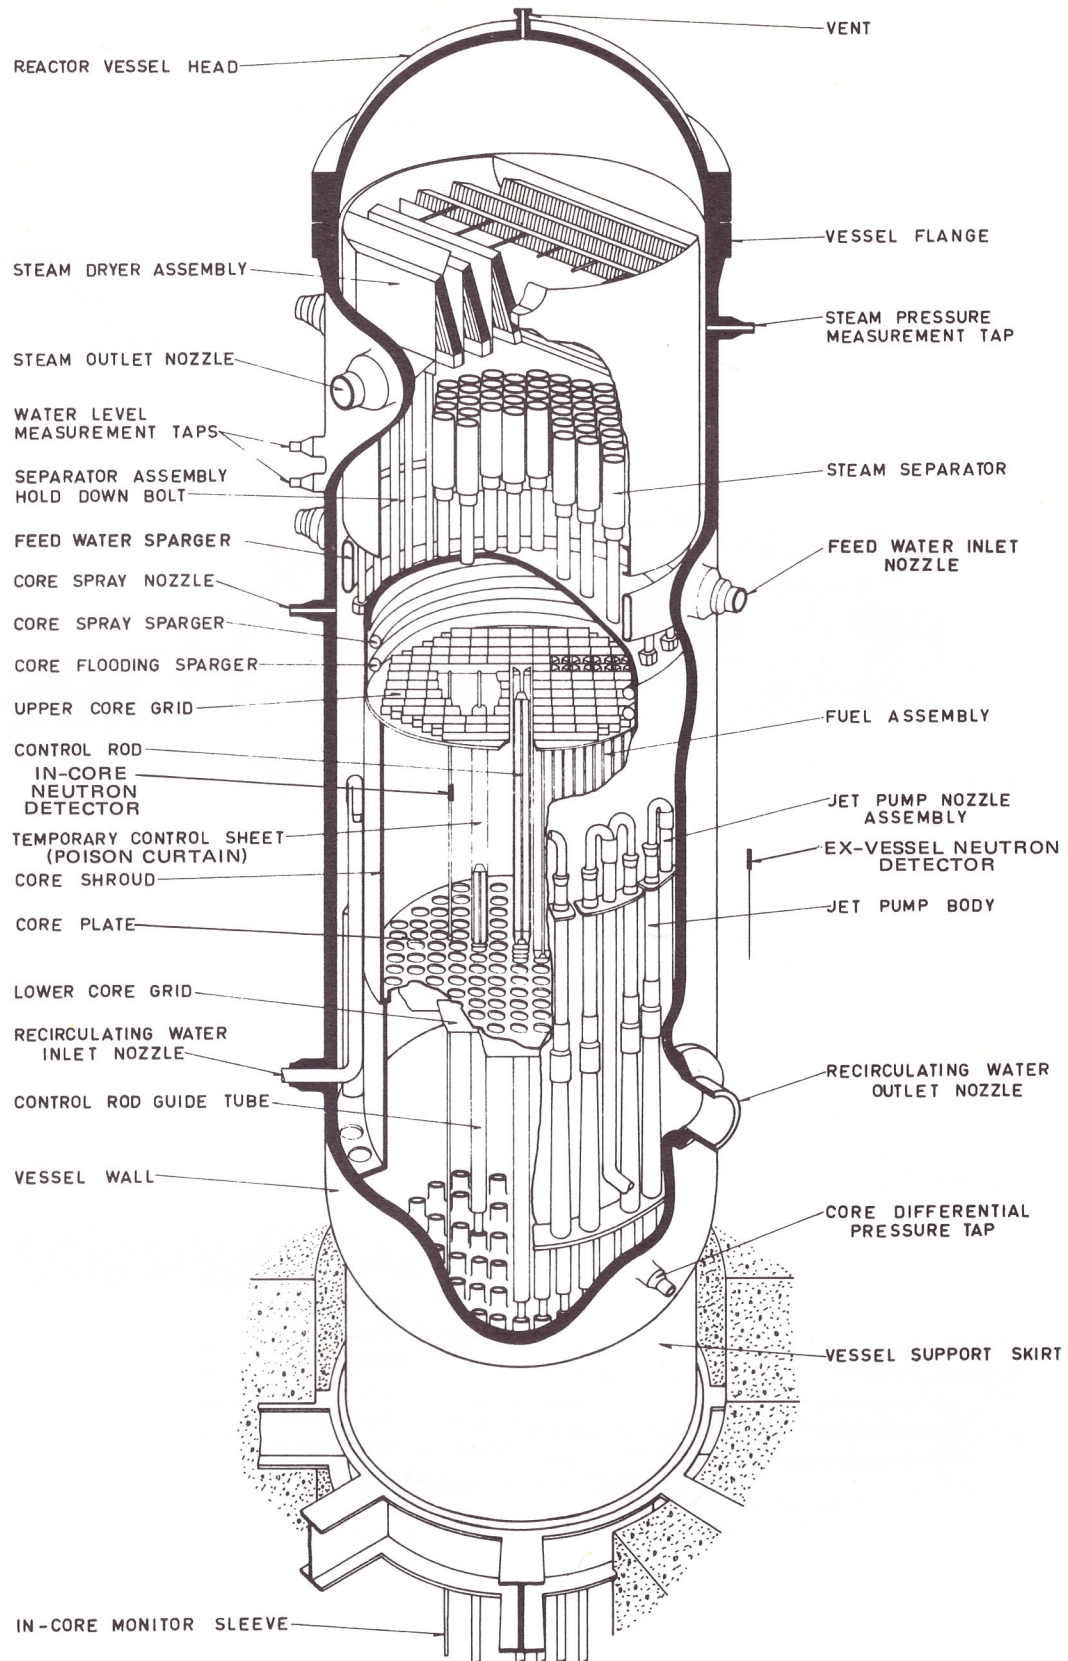 VENT
REACTOR VESSEL HEAD
VESSEL FLANGE
STEAM DRYER ASSEMBLY
STEAM PRESSURE
MEASUREMENT TAP
STEAM OUTLET NOZZLE
WATER LEVEL
MEASUREMENT TAPS
SEPARATOR ASSEMBLY
HOLD DOWN BOLT
STEAM SEPARATOR
FEED WATER SPARGER
FEED WATER INLET
NOZZLE
CORE SPRAY NOZZLE
CORE SPRAY SPARGER
CORE FLOODING SPARGER
UPPER CORE GRID
FUEL ASSEMBLY
CONTROL ROD
IN-CORE
NEUTRON
DETECTOR
JET PUMP NOZZLE
ASSEMBLY
TEMPORARY CONTROL SHEET
(POISON CURTAIN)
EX-VESSEL NEUTRON
DETECTOR
CORE SHROUD
JET PUMP BODY
CORE PLATE
LOWER CORE GRID
RECIRCULATING WATER
INLET NOZZLE
RECIRCULATING WATER
OUTLET NOZZLE
CONTROL ROD GUIDE TUBE
VESSEL WALL
CORE DIFFERENTIAL
PRESSURE TAP
VESSEL SUPPORT SKIRT
IN-CORE MONITOR SLEEVE